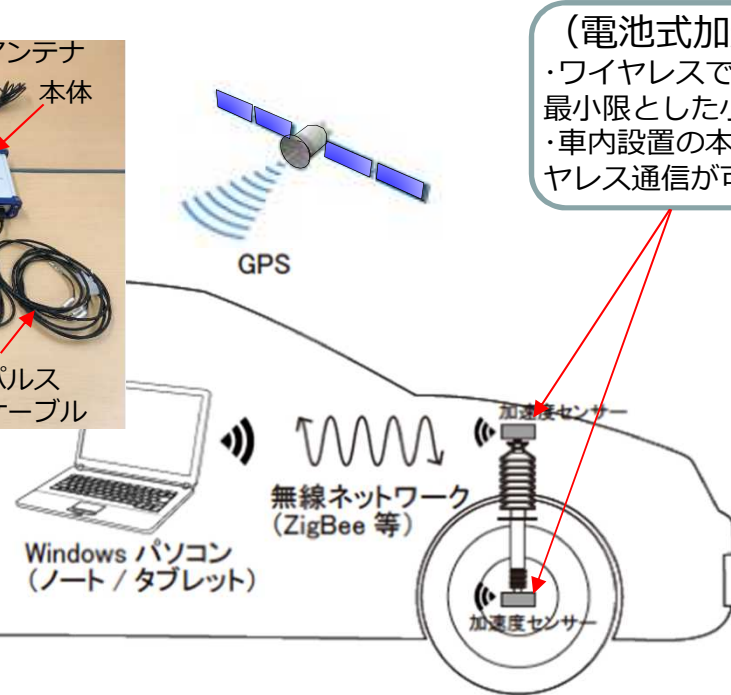 アンテナ
本体
パルス
ケーブル
（電池式加
・ワイヤレスで
最小限とした小
・車内設置の本
ヤレス通信が可
GPS
加速度センサー
無線ネットワーク
（ZigBee 等）
Windows パソコン
（ノート / タブレット）
加速度センサー